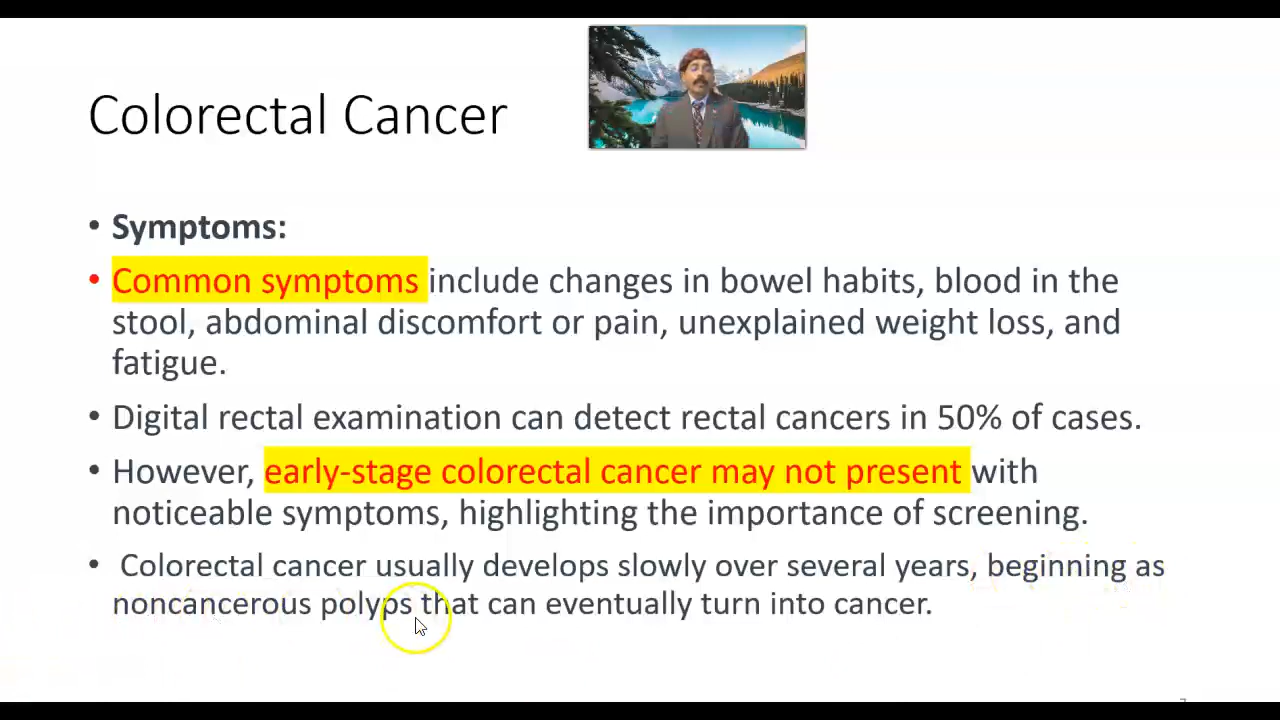 Colorectal Cancer
• Symptoms:
• Common symptoms include changes in bowel habits, blood in the
stool, abdominal discomfort or pain, unexplained weight loss, and
fatigue.
• Digital rectal examination can detect rectal cancers in 50% of cases.
• However, early-stage colorectal cancer may not present with
noticeable symptoms, highlighting the importance of screening.
• Colorectal cancer usually develops slowly over several years, beginning as
noncancerous polyps that can eventually turn into cancer.